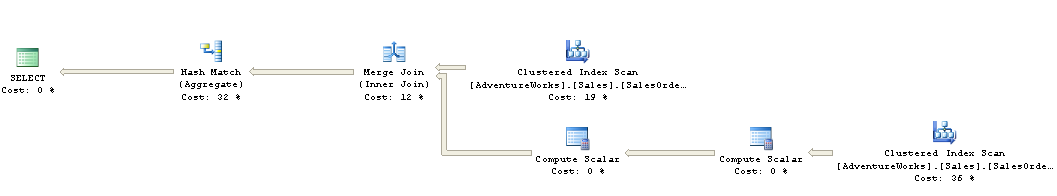 SELECT
Cost: 0 %
Hash Match
(Aggregate)
Cost: 32 %
Merge Join
(Inner Join)
Cost: 12 %
Clustered Index Scan
[AdventureWorks].[Sales].[SalesOrde…
Cost: 19 %
Compute Scalar
Cost: 0 %
Compute Scalar
Cost: 0 %
Clustered Index Scan
[AdventureWorks].[Sales].[SalesOrde…
Cost: 36 %